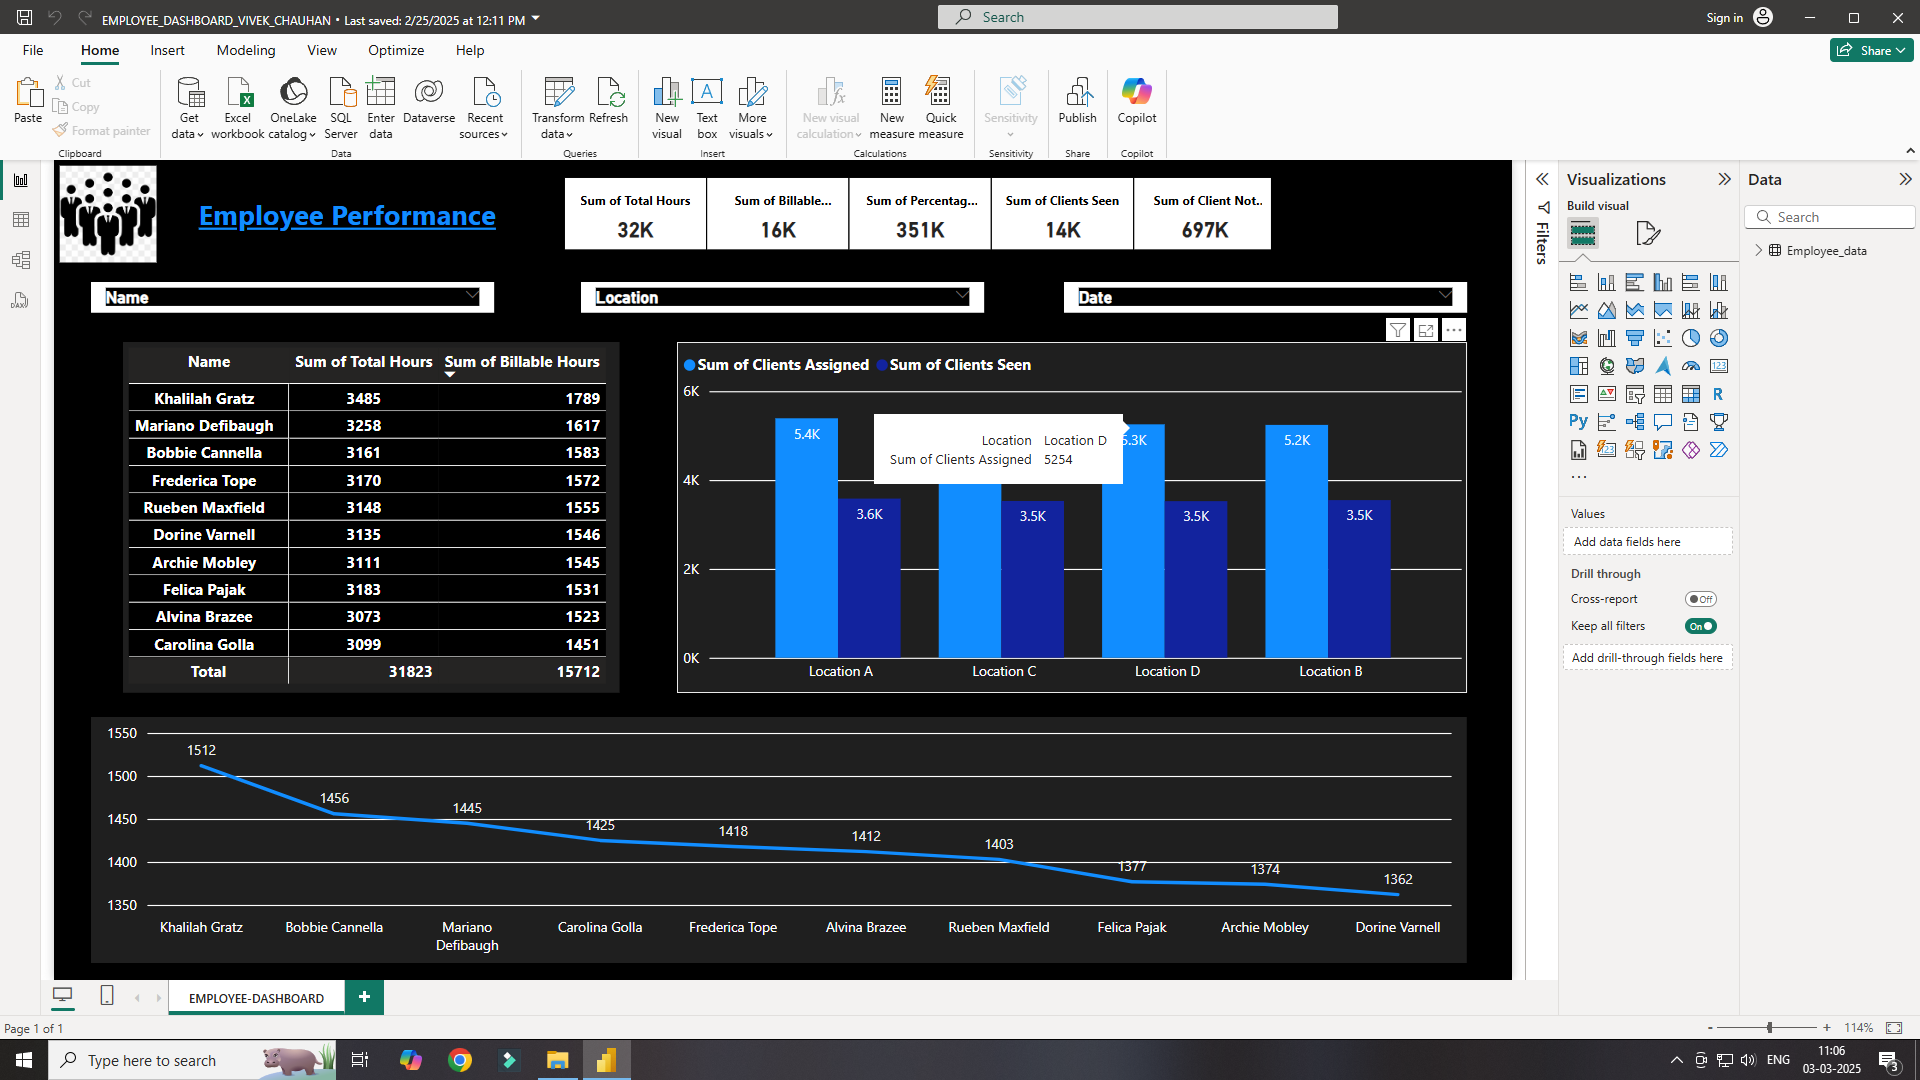 EMPLOYEE_DASHBOARD_VIVEK_CHAUHAN • Last saved: 2/25/2025 at 12:11 PM
Search
Sign in
File Home Insert Modeling View Optimize Help
Share
Paste
Cut
Copy
Format painter
Clipboard
Get data
Excel workbook
OneLake catalog
SQL Server
Enter data
Dataverse
Recent sources
Data
Transform data
Refresh
Queries
New visual
Text box
More visuals
Insert
New visual calculation
New measure
Quick measure
Calculations
Sensitivity
Sensitivity
Publish
Share
Copilot
Copilot
Employee Performance
Sum of Total Hours
32K
Sum of Billable...
16K
Sum of Percentag...
351K
Sum of Clients Seen
14K
Sum of Client Not..
697K
Name
Location
Date
Name Sum of Total Hours Sum of Billable Hours
Khalilah Gratz 3485 1789
Mariano Defibaugh 3258 1617
Bobbie Cannella 3161 1583
Frederica Tope 3170 1572
Rueben Maxfield 3148 1555
Dorine Varnell 3135 1546
Archie Mobley 3111 1545
Felica Pajak 3183 1531
Alvina Brazee 3073 1523
Carolina Golla 3099 1451
Total 31823 15712
Sum of Clients Assigned Sum of Clients Seen
6K
4K
2K
0K
5.4K
3.6K
3.5K
5.3K
3.5K
5.2K
3.5K
Location Location D
Sum of Clients Assigned 5254
Location A Location C Location D Location B
1550
1500
1450
1400
1350
1512
1456
1445
1425
1418
1412
1403
1377
1374
1362
Khalilah Gratz
Bobbie Cannella
Mariano
Defibaugh
Carolina Golla
Frederica Tope
Alvina Brazee
Rueben Maxfield
Felica Pajak
Archie Mobley
Dorine Varnell
Filters
Visualizations
Build visual
R
Py
123
123
...
Values
Add data fields here
Drill through
Cross-report Off
Keep all filters On
Add drill-through fields here
Data
Search
Employee_data
DAX
EMPLOYEE-DASHBOARD
+
Page 1 of 1
- + 114%
Type here to search
ENG
11:06
03-03-2025
3